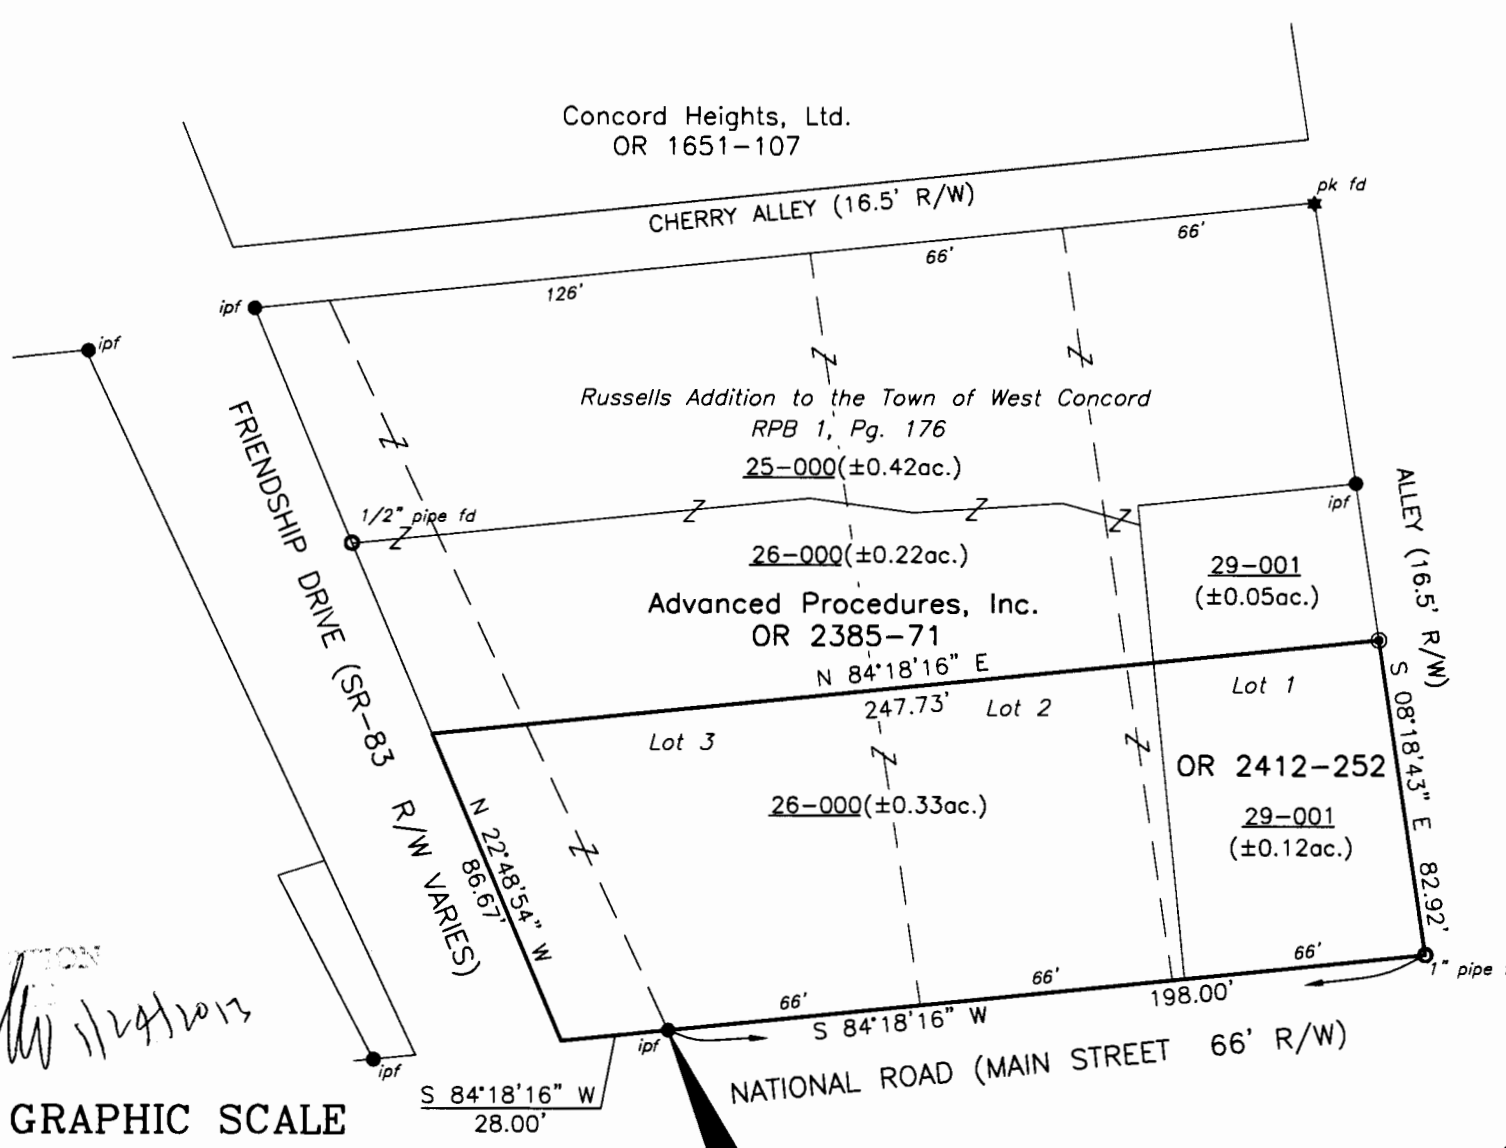 Concord Heights, Ltd.
OR 1651-107
CHERRY ALLEY (16.5' R/W)
pk fd
66'
66'
126'
ipf
ipf
Russells Addition to the Town of West Concord
RPB 1, Pg. 176
25-000(±0.42ac.)
FRIENDSHIP DRIVE (SR-83 R/W VARIES)
1/2" pipe fd
ipf
ALLEY (16.5' R/W)
26-000(±0.22ac.)
29-001
(±0.05ac.)
Advanced Procedures, Inc.
OR 2385-71
N 84°18'16" E
247.73'
Lot 1
Lot 2
Lot 3
S 08°18'43" E 82.92'
OR 2412-252
26-000(±0.33ac.)
29-001
(±0.12ac.)
N 22°48'54" W
86.67'
66'
66'
66'
1" pipe
198.00'
S 84°18'16" W
ipf
NATIONAL ROAD (MAIN STREET 66' R/W)
ipf
S 84°18'16" W
28.00'
GRAPHIC SCALE